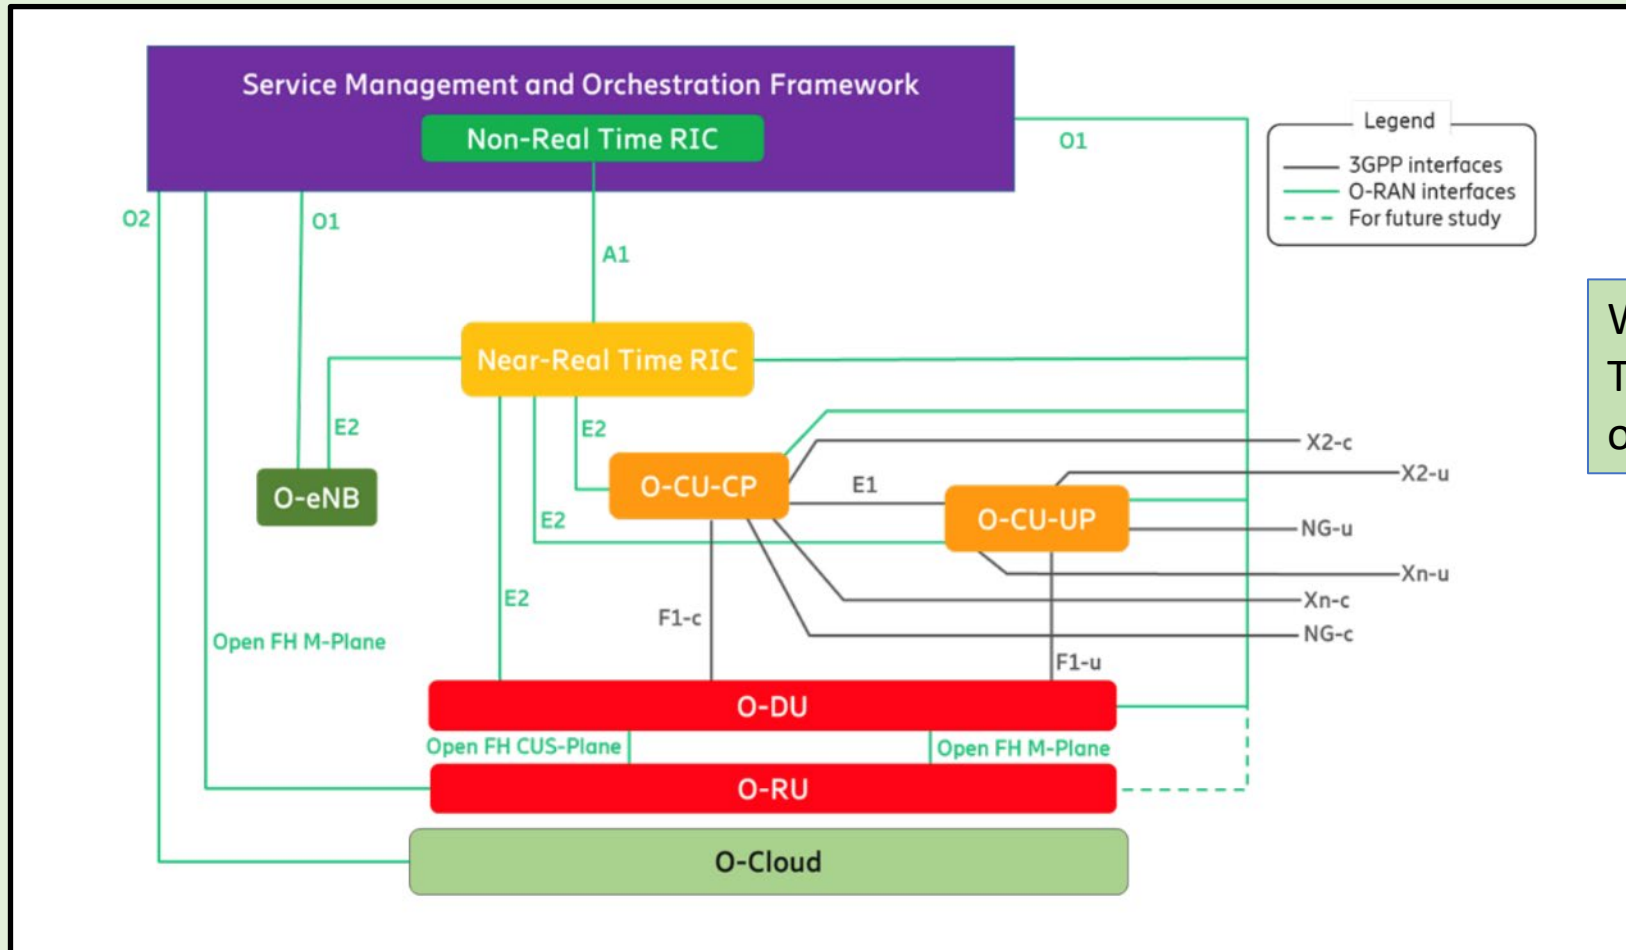 Service Management and Orchestration Framework
Non-Real Time RIC
O1
Legend
3GPP interfaces
O-RAN interfaces
For future study
O2
O1
A1
Near-Real Time RIC
E2
E2
O-eNB
O-CU-CP
E1
X2-c
X2-u
O-CU-UP
E2
NG-u
Xn-u
E2
Xn-c
F1-c
NG-c
Open FH M-Plane
F1-u
O-DU
Open FH CUS-Plane
Open FH M-Plane
O-RU
O-Cloud